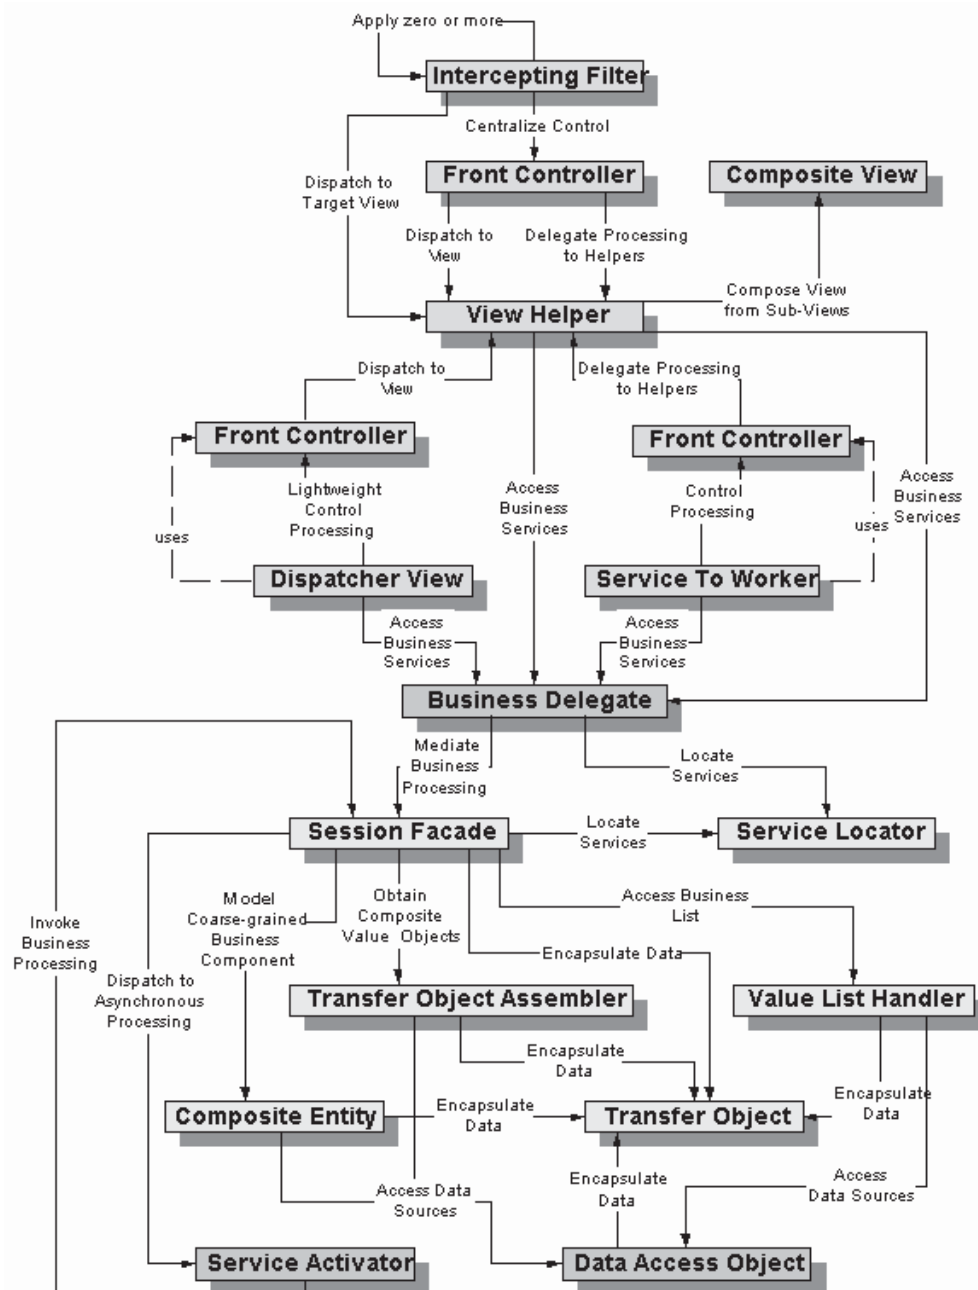 Apply zero or more
Intercepting Filter
Centralize Control
Front Controller
Composite View
Dispatch to
Target View
Dispatch to
View
Delegate Processing
to Helpers
Compose View
from Sub-Views
View Helper
Dispatch to
View
Delegate Processing
to Helpers
Front Controller
Front Controller
Lightweight
Control
Processing
Access
Business
Services
Control
Processing
Access
Business
Services
uses
uses
Dispatcher View
Service To Worker
Access
Business
Services
Access
Business
Services
Business Delegate
Mediate
Business
Processing
Locate
Services
Session Facade
Locate
Services
Service Locator
Invoke
Business
Processing
Model
Coarse-grained
Business
Component
Obtain
Composite
Value Objects
Access Business
List
Encapsulate Data
Dispatch to
Asynchronous
Processing
Transfer Object Assembler
Value List Handler
Encapsulate
Data
Encapsulate
Data
Composite Entity
Encapsulate
Data
Transfer Object
Access Data
Sources
Encapsulate
Data
Access
Data Sources
Service Activator
Data Access Object